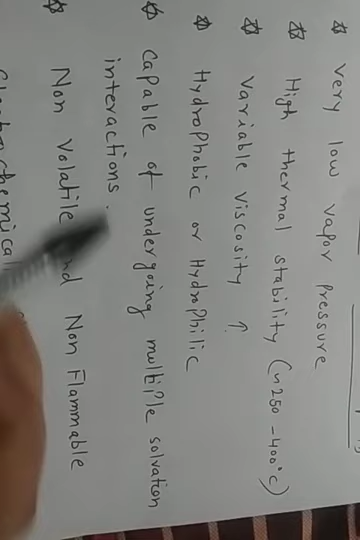 ☆ Very low vapor pressure
☆ High thermal stability (~250-400°C)
☆ Variable viscosity ↑
☆ Hydrophobic or Hydrophilic
☆ Capable of undergoing multiple solvation
interactions.
☆ Non Volatile and Non Flammable